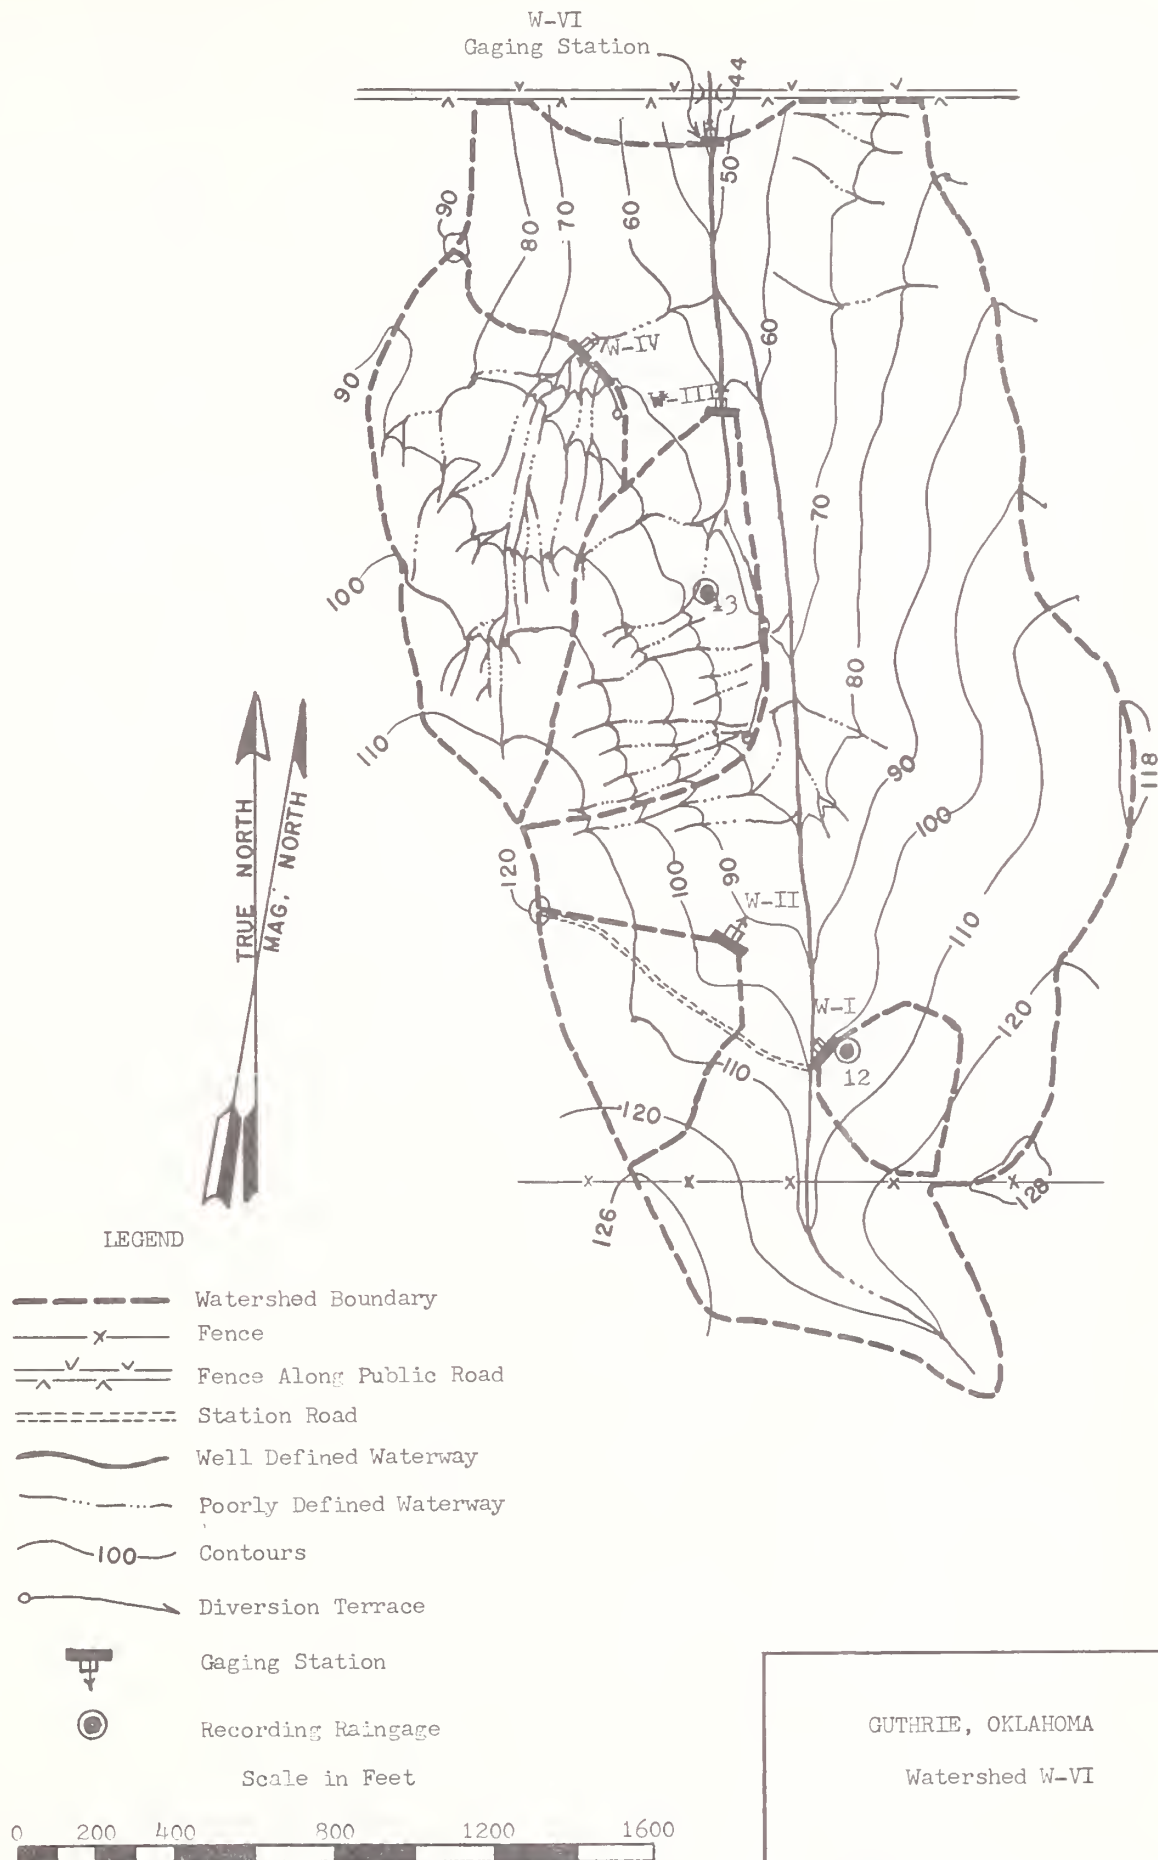 W-VI
Gaging Station
44
50
90
80
70
60
60
W-IV
90
W-III
70
100
13
80
110
90
118
100
TRUE NORTH
MAG. NORTH
120
100
90
W-II
110
W-I
120
12
110
120
128
126
LEGEND
Watershed Boundary
Fence
Fence Along Public Road
Station Road
Well Defined Waterway
Poorly Defined Waterway
100 Contours
Diversion Terrace
Gaging Station
Recording Raingage
Scale in Feet
0 200 400 800 1200 1600
GUTHRIE, OKLAHOMA
Watershed W-VI